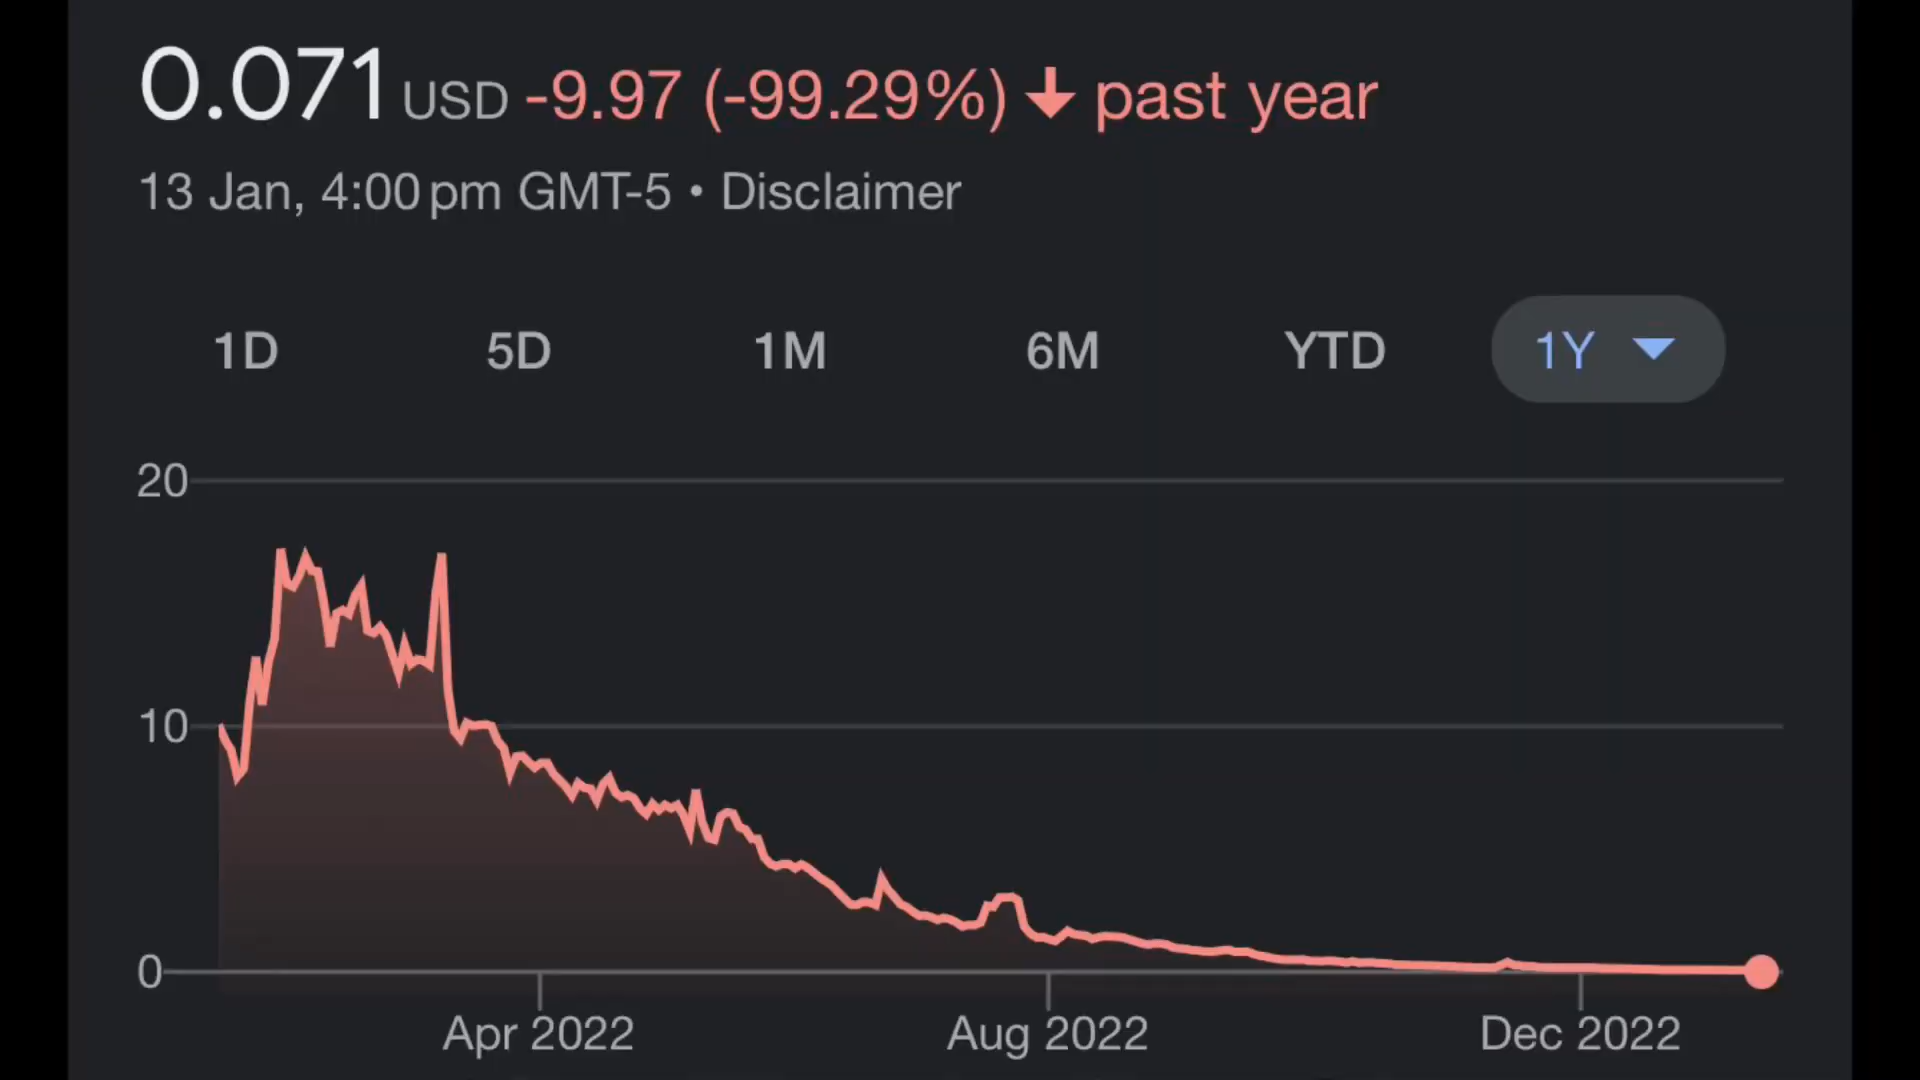 0.071 USD -9.97 (-99.29%) ↓ past year
13 Jan, 4:00 pm GMT-5 • Disclaimer
1D 5D 1M 6M YTD 1Y
20
10
0
Apr 2022 Aug 2022 Dec 2022